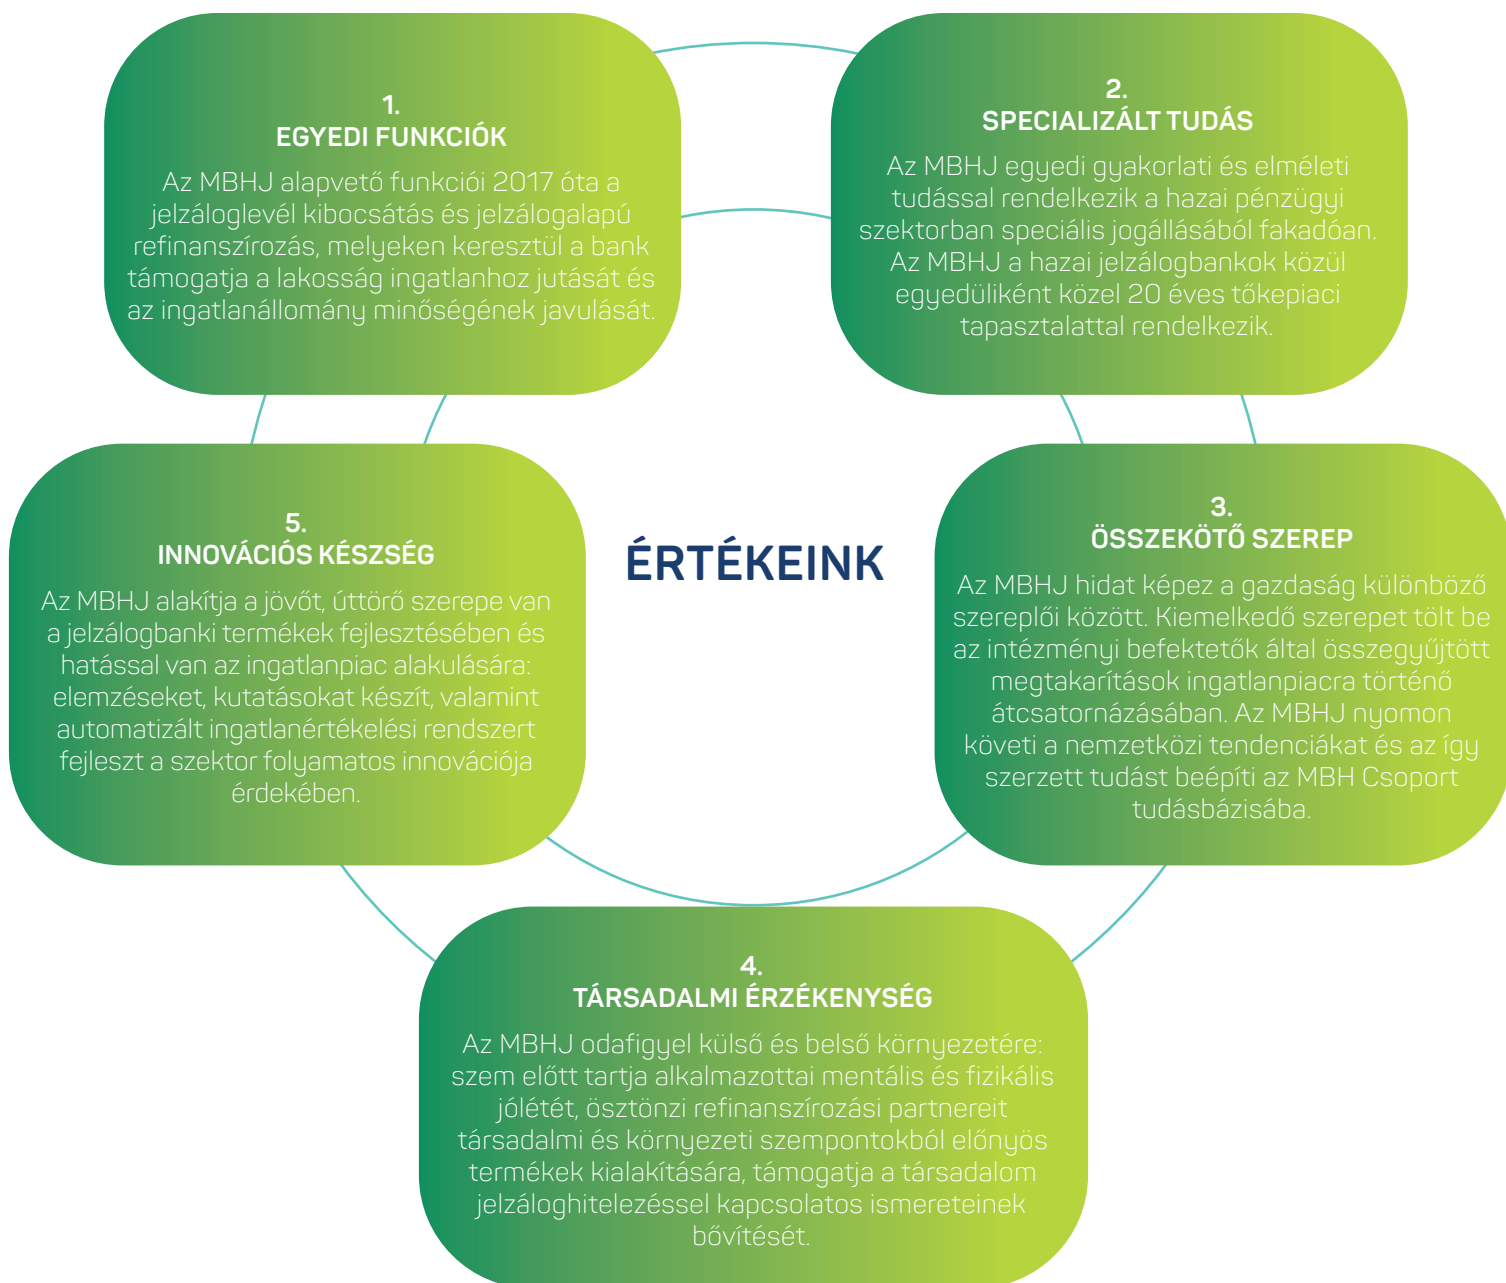 1.
EGYEDI FUNKCIÓK
Az MBHJ alapvető funkciói 2017 óta a
jelzáloglevél kibocsátás és jelzálogalapú
refinanszírozás, melyeken keresztül a bank
támogatja a lakosság ingatlanhoz jutását és
az ingatlanállomány minőségének javulását.
2.
SPECIALIZÁLT TUDÁS
Az MBHJ egyedi gyakorlati és elméleti
tudással rendelkezik a hazai pénzügyi
szektorban speciális jogállásából fakadóan.
Az MBHJ a hazai jelzálogbankok közül
egyedüliként közel 20 éves tőkepiaci
tapasztalattal rendelkezik.
ÉRTÉKEINK
3.
ÖSSZEKÖTŐ SZEREP
Az MBHJ hidat képez a gazdaság különböző
szereplői között. Kiemelkedő szerepet tölt be
az intézményi befektetők által összegyűjtött
megtakarítások ingatlanpiacra történő
átcsatornázásában. Az MBHJ nyomon
követi a nemzetközi tendenciákat és az így
szerzett tudást beépíti az MBH Csoport
tudásbázisába.
4.
TÁRSADALMI ÉRZÉKENYSÉG
Az MBHJ odafigyel külső és belső környezetére:
szem előtt tartja alkalmazottai mentális és fizikális
jólétét, ösztönzi refinanszírozási partnereit
társadalmi és környezeti szempontokból előnyös
termékek kialakítására, támogatja a társadalom
jelzáloghitelezéssel kapcsolatos ismereteinek
bővítését.
5.
INNOVÁCIÓS KÉSZSÉG
Az MBHJ alakítja a jövőt, úttörő szerepe van
a jelzálogbanki termékek fejlesztésében és
hatással van az ingatlanpiac alakulására:
elemzéseket, kutatásokat készít, valamint
automatizált ingatlanértékelési rendszert
fejleszt a szektor folyamatos innovációja
érdekében.